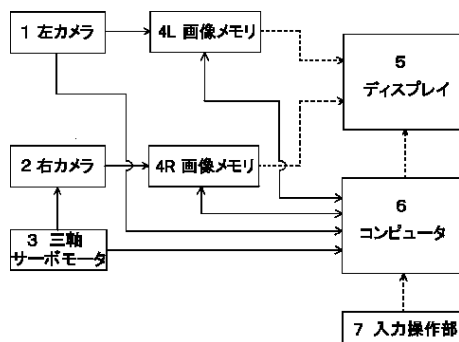 1 左カメラ
4L 画像メモリ
5
ディスプレイ
2 右カメラ
4R 画像メモリ
6
コンピュータ
3 三軸
サーボモータ
7 入力操作部